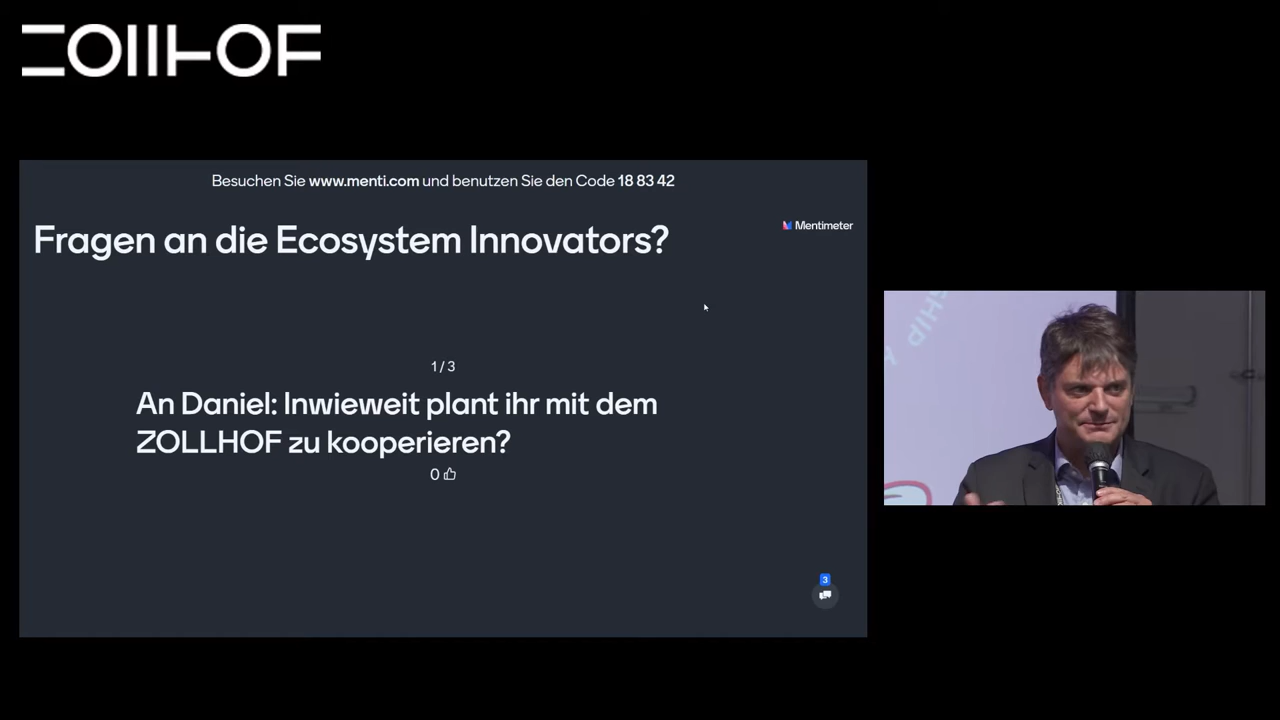 ZOLLHOF
Besuchen Sie www.menti.com und benutzen Sie den Code 18 83 42
Fragen an die Ecosystem Innovators?
Mentimeter
1 / 3
An Daniel: Inwieweit plant ihr mit dem
ZOLLHOF zu kooperieren?
0
3